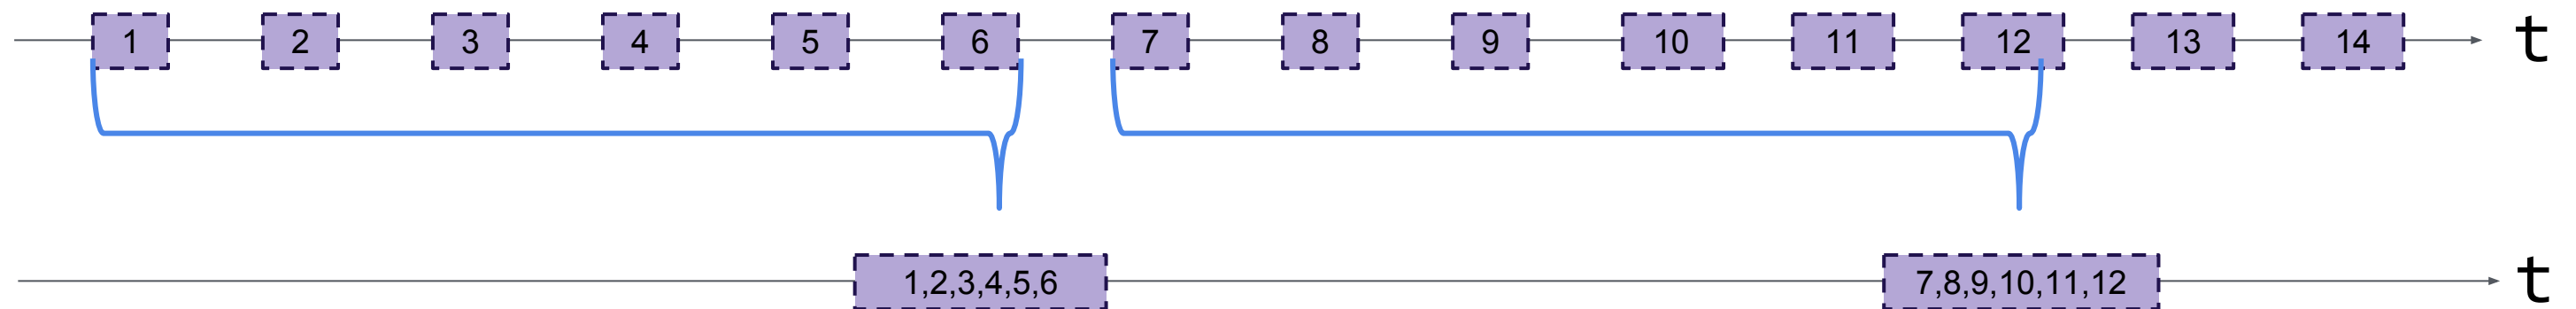 1 2 3 4 5 6 7 8 9 10 11 12 13 14 t
1,2,3,4,5,6 7,8,9,10,11,12 t